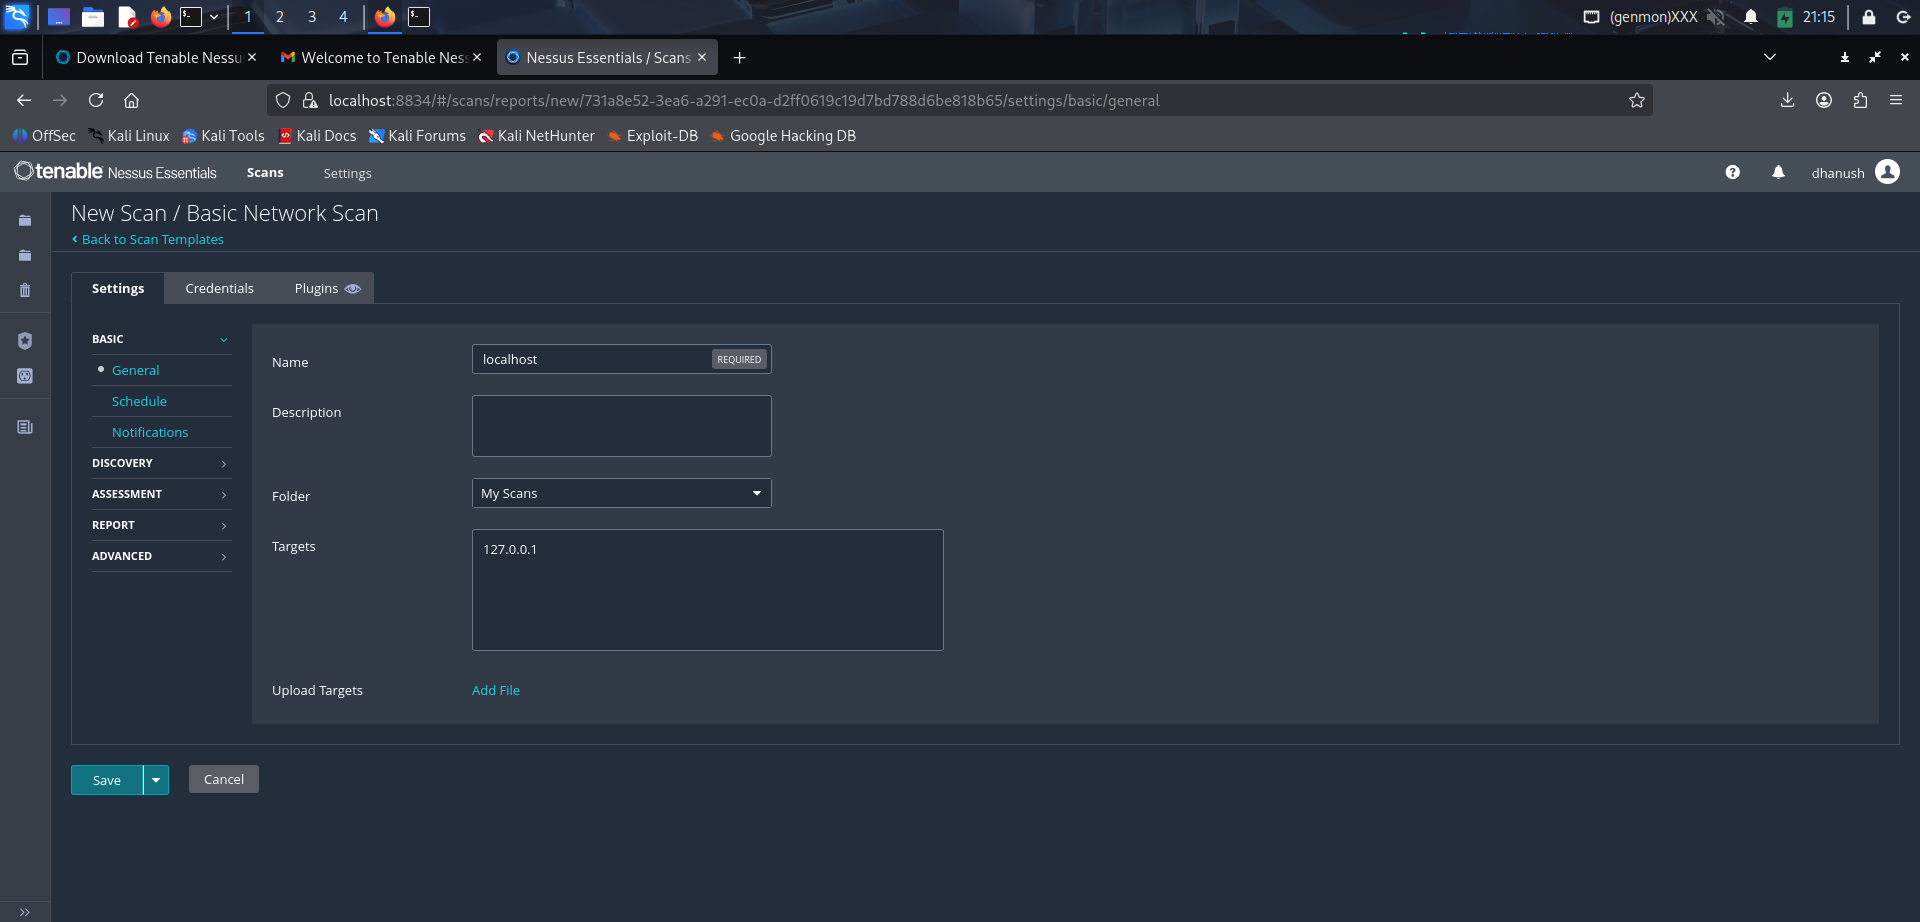 1 2 3 4 (genmon)XXX 21:15
Download Tenable Nessu Welcome to Tenable Ness Nessus Essentials / Scans
localhost:8834/#/scans/reports/new/731a8e52-3ea6-a291-ec0a-d2ff0619c19d7bd788d6be818b65/settings/basic/general
OffSec Kali Linux Kali Tools Kali Docs Kali Forums Kali NetHunter Exploit-DB Google Hacking DB
tenable Nessus Essentials Scans Settings dhanush
New Scan / Basic Network Scan
Back to Scan Templates
Settings Credentials Plugins
BASIC
General
Schedule
Notifications
DISCOVERY
ASSESSMENT
REPORT
ADVANCED
Name localhost REQUIRED
Description
Folder My Scans
Targets 127.0.0.1
Upload Targets Add File
Save Cancel